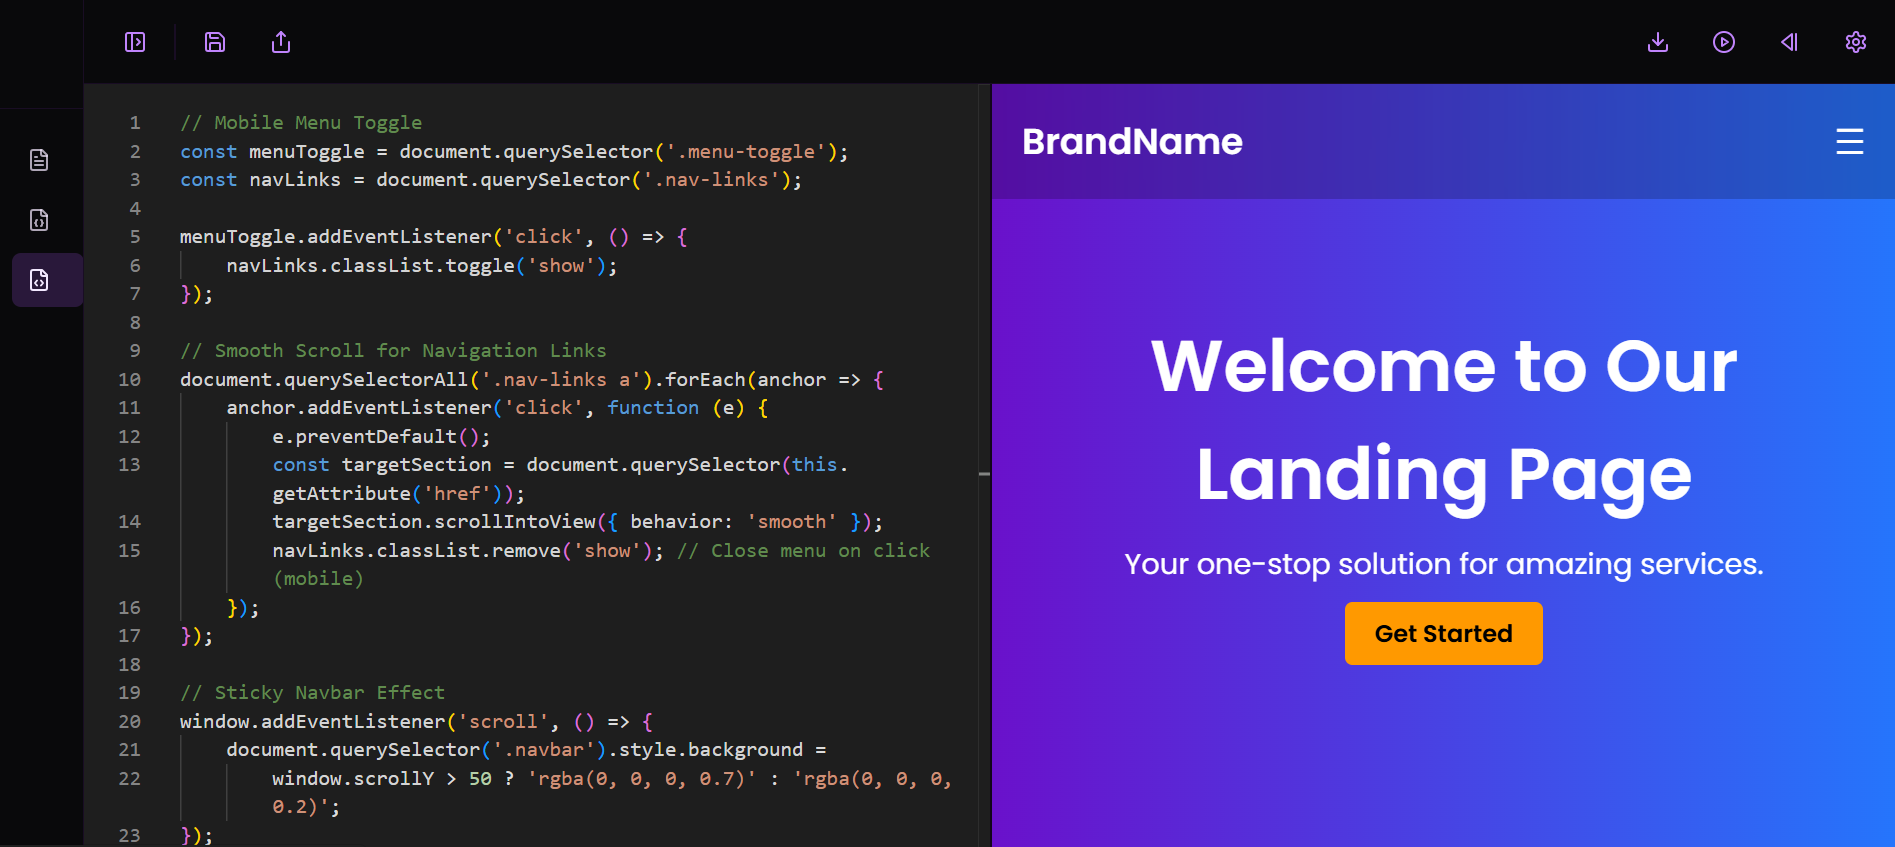 1 // Mobile Menu Toggle
2 const menuToggle = document.querySelector('.menu-toggle');
3 const navLinks = document.querySelector('.nav-links');
4
5 menuToggle.addEventListener('click', () => {
6     navLinks.classList.toggle('show');
7 });
8
9 // Smooth Scroll for Navigation Links
10 document.querySelectorAll('.nav-links a').forEach(anchor => {
11     anchor.addEventListener('click', function (e) {
12         e.preventDefault();
13         const targetSection = document.querySelector(this.
getAttribute('href'));
14         targetSection.scrollIntoView({ behavior: 'smooth' });
15         navLinks.classList.remove('show'); // Close menu on click
(mobile)
16     });
17 });
18
19 // Sticky Navbar Effect
20 window.addEventListener('scroll', () => {
21     document.querySelector('.navbar').style.background =
22         window.scrollY > 50 ? 'rgba(0, 0, 0, 0.7)' : 'rgba(0, 0, 0,
0.2)';
23 });
BrandName
Welcome to Our
Landing Page
Your one-stop solution for amazing services.
Get Started